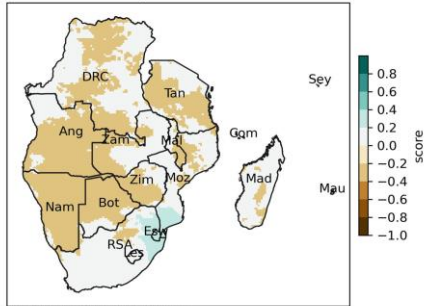 DRC
Tan
Sey
Ang
Zam
Mal
Com
Zim
Moz
Mad
Mau
Nam
Bot
RSA
Esw
Les
0.8
0.6
0.4
0.2
0.0
−0.2
−0.4
−0.6
−0.8
−1.0
score